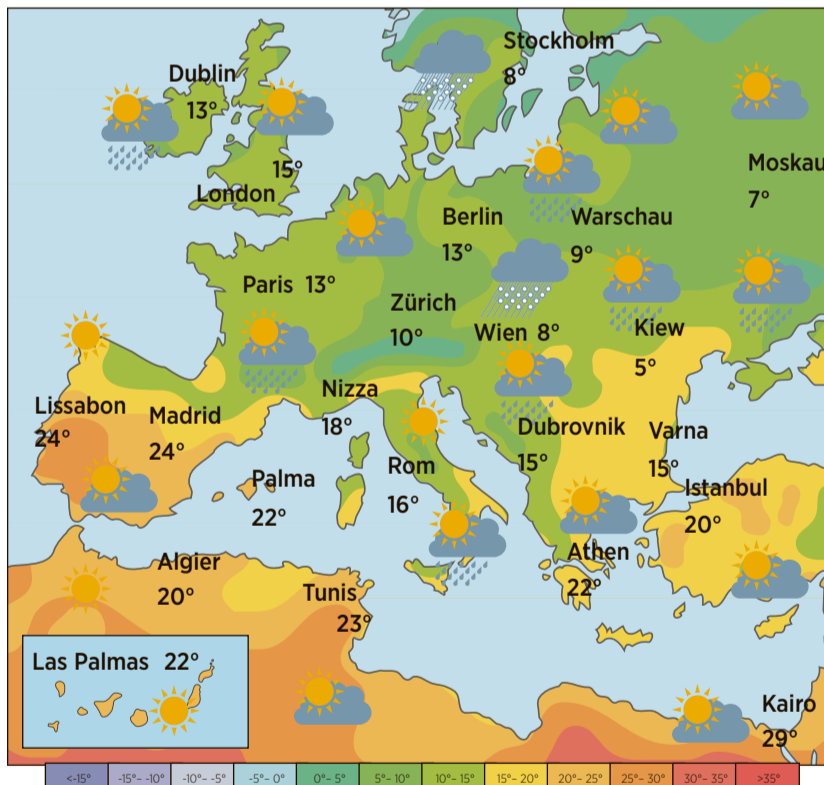 Stockholm
8°
Dublin
13°
Moskau
7°
15°
London
Berlin
13°
Warschau
9°
Paris 13°
Zürich
10°
Wien 8°
Kiew
5°
Nizza
18°
Lissabon
24°
Madrid
24°
Dubrovnik
15°
Varna
15°
Rom
16°
Palma
22°
Istanbul
20°
Athen
22°
Algier
20°
Tunis
23°
Las Palmas 22°
Kairo
29°
<-15° -15°– -10° -10°– -5° -5°– 0° 0°– 5° 5°– 10° 10°– 15° 15°– 20° 20°– 25° 25°– 30° 30°– 35° >35°